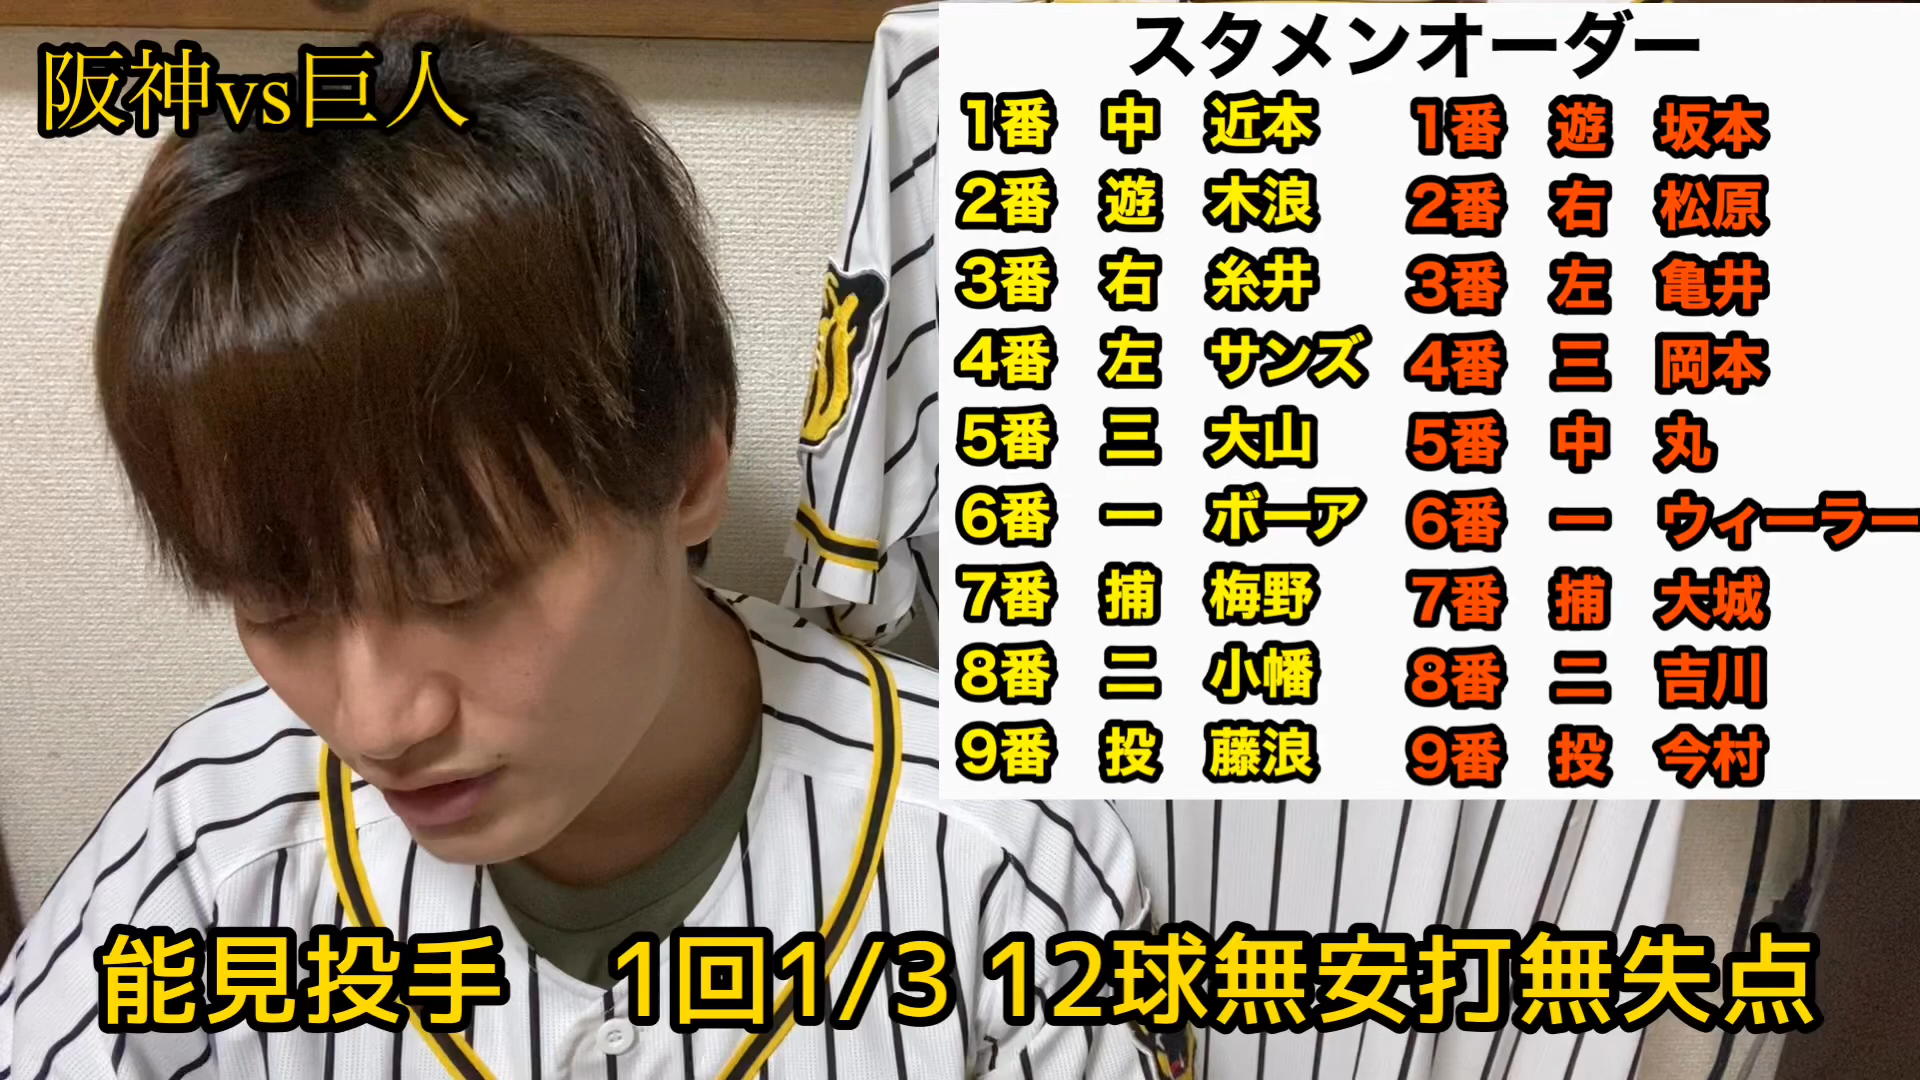 阪神vs巨人
スタメンオーダー
1番 中 近本 1番 遊 坂本
2番 遊 木浪 2番 右 松原
3番 右 糸井 3番 左 亀井
4番 左 サンズ 4番 三 岡本
5番 三 大山 5番 中 丸
6番 一 ボーア 6番 一 ウィーラー
7番 捕 梅野 7番 捕 大城
8番 二 小幡 8番 二 吉川
9番 投 藤浪 9番 投 今村
能見投手 1回1/3 12球無安打無失点